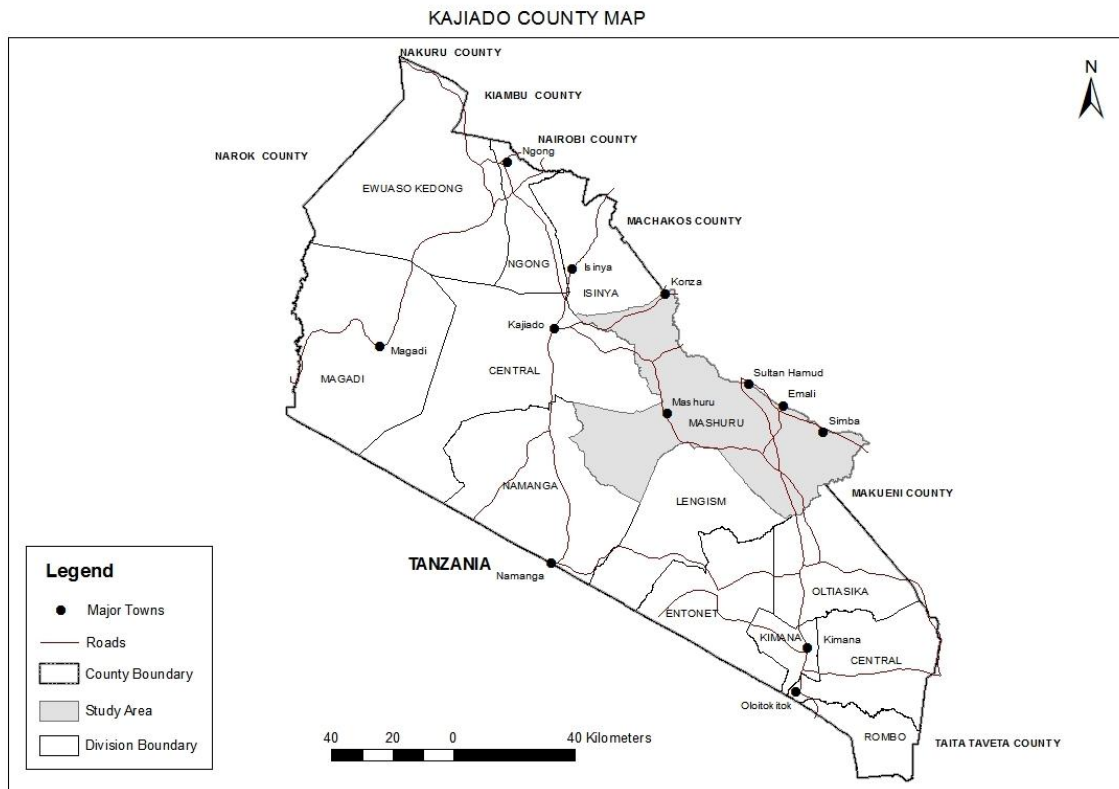 KAJIADO COUNTY MAP
NAKURU COUNTY
N
KIAMBU COUNTY
NAIROBI COUNTY
Ngong
NAROK COUNTY
EWUASO KEDONG
MACHAKOS COUNTY
NGONG
Isinya
ISINYA
Konza
Kajiado
Magadi
MAGADI
CENTRAL
Sultan Hamud
Emali
Mashuru
MASHURU
Simba
NAMANGA
LENGISM
MAKUENI COUNTY
TANZANIA
Namanga
OLTIASIKA
ENTONET
KIMANA
Kimana
CENTRAL
Oloitokitok
ROMBO
TAITA TAVETA COUNTY
Legend
Major Towns
Roads
County Boundary
Study Area
Division Boundary
40 20 0 40 Kilometers